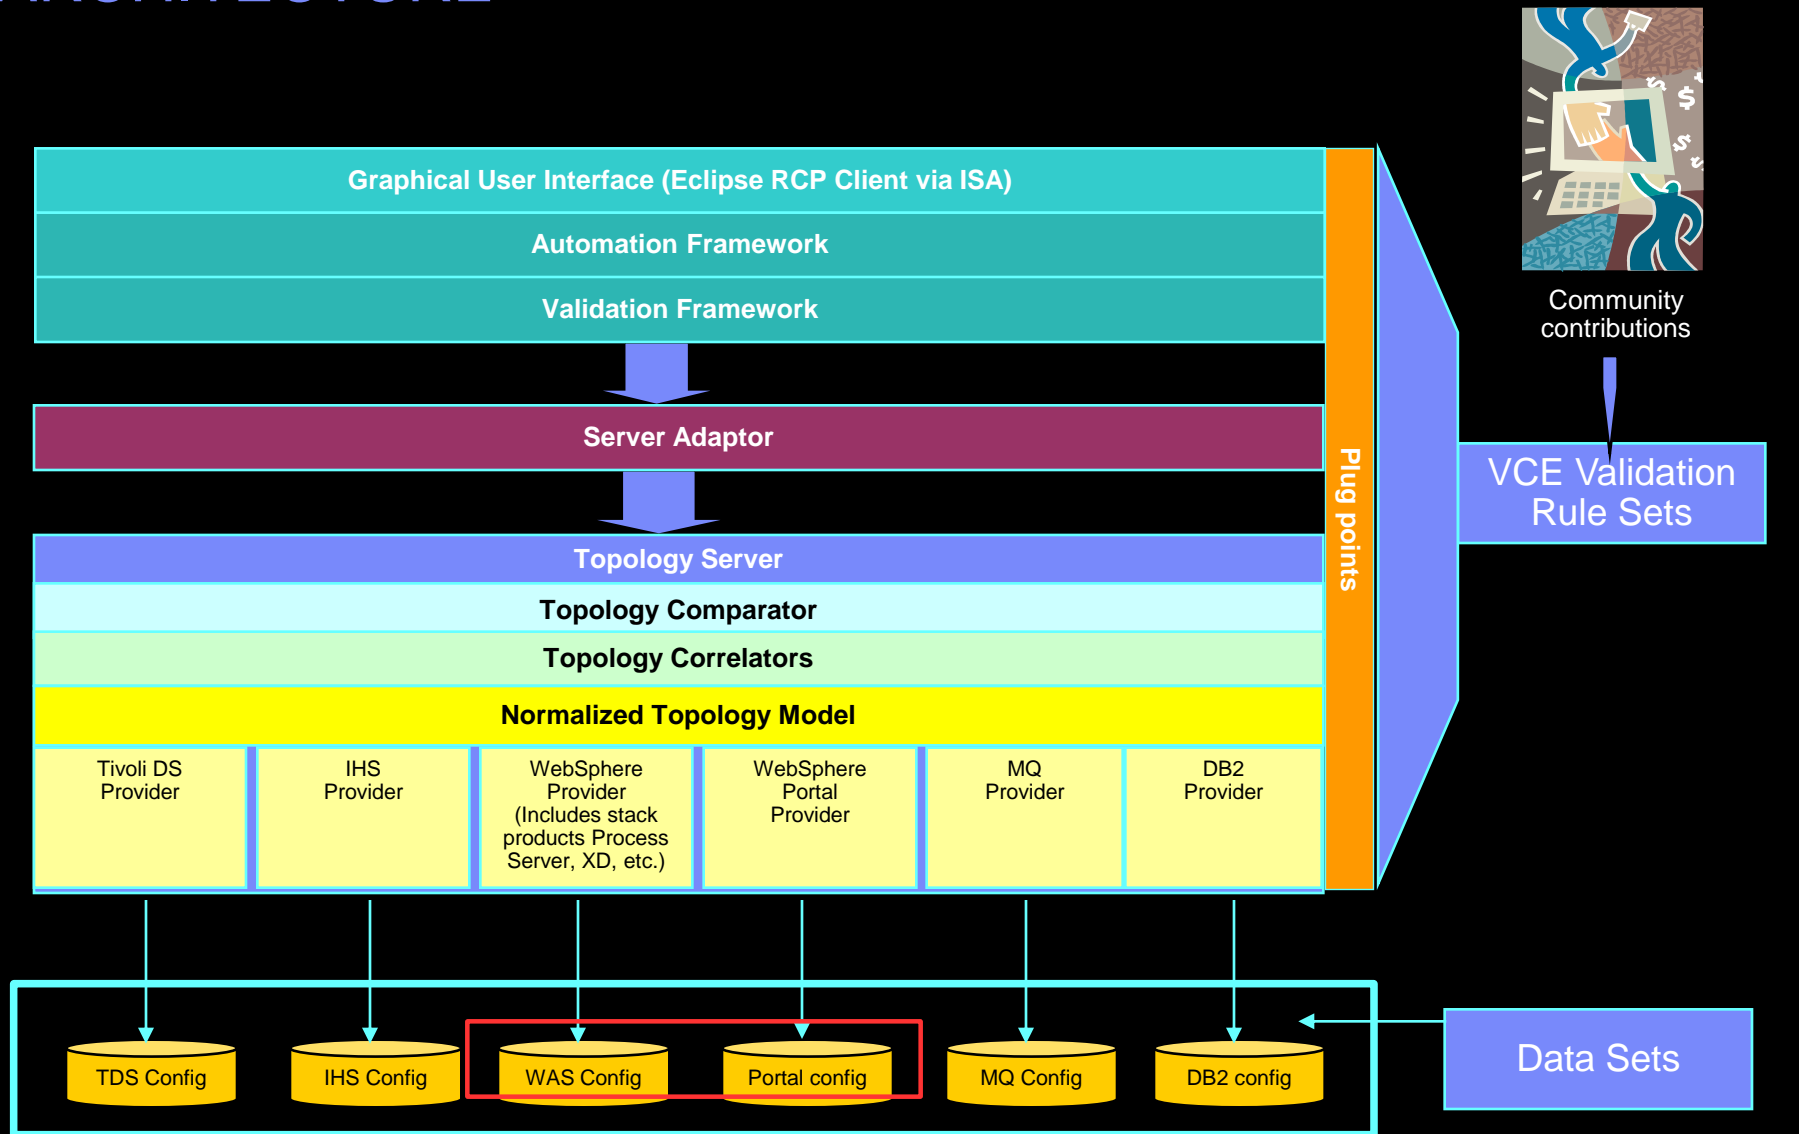 ARCHITECTURE
Graphical User Interface (Eclipse RCP Client via ISA)
Automation Framework
Validation Framework
Server Adaptor
Topology Server
Topology Comparator
Topology Correlators
Normalized Topology Model
Tivoli DS
Provider
IHS
Provider
WebSphere
Provider
(Includes stack
products Process
Server, XD, etc.)
WebSphere
Portal
Provider
MQ
Provider
DB2
Provider
Plug points
Community
contributions
VCE Validation
Rule Sets
TDS Config
IHS Config
WAS Config
Portal config
MQ Config
DB2 config
Data Sets